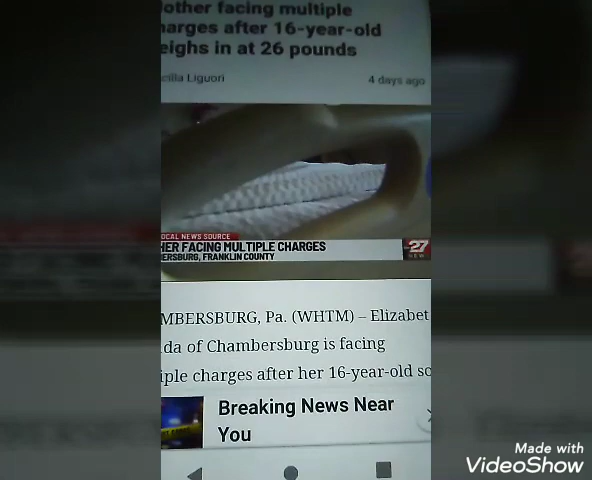 other facing multiple
arges after 16-year-old
eighs in at 26 pounds
cilla Liguori
4 days ago
OCAL NEWS SOURCE
HER FACING MULTIPLE CHARGES
ERSBURG, FRANKLIN COUNTY
27
NEWS
MBERSBURG, Pa. (WHTM) – Elizabet
da of Chambersburg is facing
iple charges after her 16-year-old so
Breaking News Near
You
Made with
VideoShow